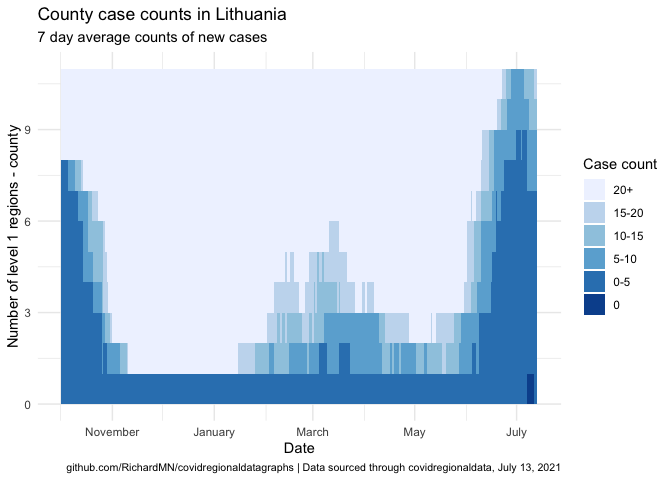 County case counts in Lithuania
7 day average counts of new cases
Number of level 1 regions - county
9
6
3
0
November
January
March
May
July
Date
Case count
20+
15-20
10-15
5-10
0-5
0
github.com/RichardMN/covidregionaldatagraphs | Data sourced through covidregionaldata, July 13, 2021